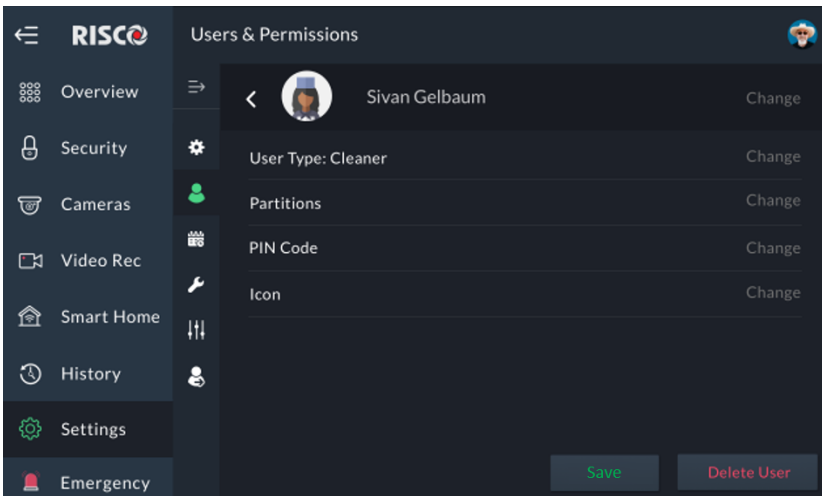 RISCO
Users & Permissions
Overview
Security
Cameras
Video Rec
Smart Home
History
Settings
Emergency
Sivan Gelbaum
Change
User Type: Cleaner
Change
Partitions
Change
PIN Code
Change
Icon
Change
Save
Delete User